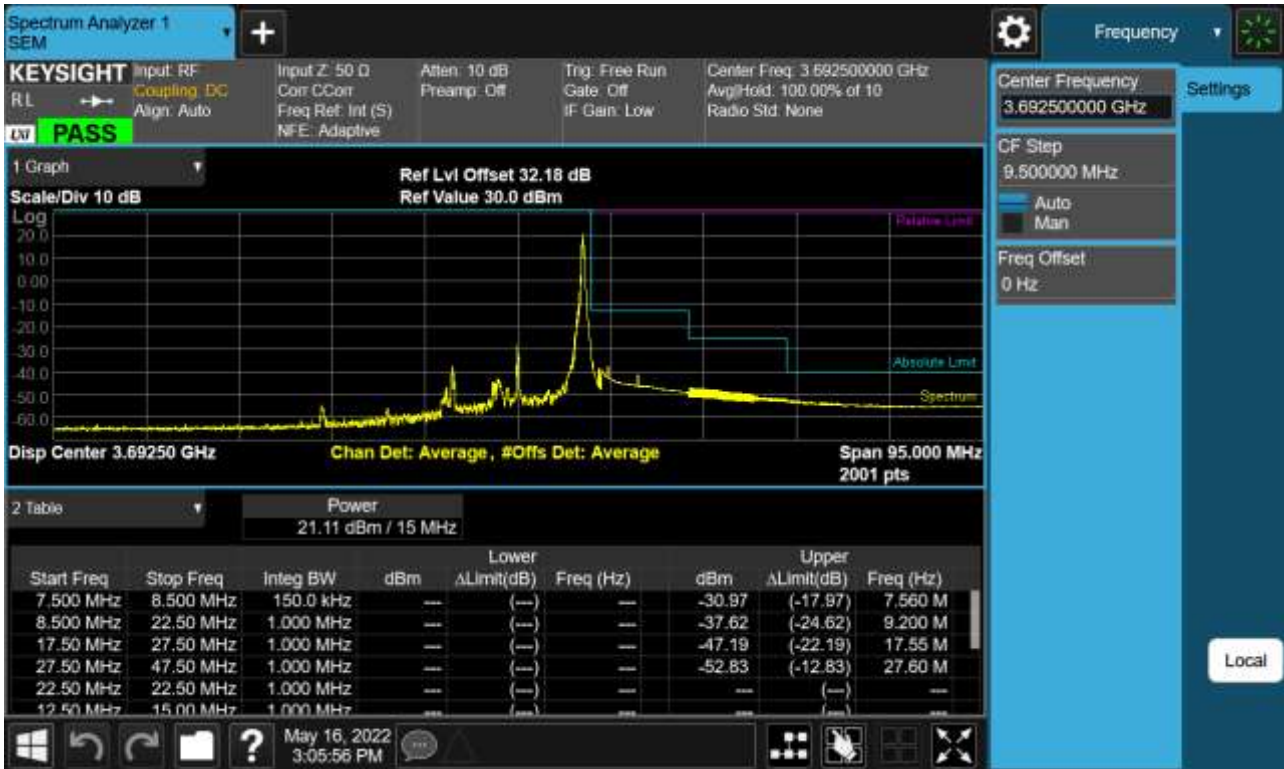 Spectrum Analyzer 1
SEM
+
Frequency
KEYSIGHT
RL
LXI
PASS
Input: RF
Coupling: DC
Align: Auto
Input Z: 50 Ω
Corr CCorr
Freq Ref: Int (S)
NFE: Adaptive
Atten: 10 dB
Preamp: Off
Trig: Free Run
Gate: Off
IF Gain: Low
Center Freq: 3.692500000 GHz
Avg|Hold: 100.00% of 10
Radio Std: None
Center Frequency
3.692500000 GHz
Settings
CF Step
9.500000 MHz
Auto
Man
Freq Offset
0 Hz
1 Graph
Scale/Div 10 dB
Ref Lvl Offset 32.18 dB
Ref Value 30.0 dBm
Log
20.0
10.0
0.00
-10.0
-20.0
-30.0
-40.0
-50.0
-60.0
Relative Limit
Absolute Limit
Spectrum
Disp Center 3.69250 GHz
Chan Det: Average, #Offs Det: Average
Span 95.000 MHz
2001 pts
2 Table
Power
21.11 dBm / 15 MHz
Lower Upper
Start Freq Stop Freq Integ BW dBm ΔLimit(dB) Freq (Hz) dBm ΔLimit(dB) Freq (Hz)
7.500 MHz 8.500 MHz 150.0 kHz --- (---) --- -30.97 (-17.97) 7.560 M
8.500 MHz 22.50 MHz 1.000 MHz --- (---) --- -37.62 (-24.62) 9.200 M
17.50 MHz 27.50 MHz 1.000 MHz --- (---) --- -47.19 (-22.19) 17.55 M
27.50 MHz 47.50 MHz 1.000 MHz --- (---) --- -52.83 (-12.83) 27.60 M
22.50 MHz 22.50 MHz 1.000 MHz --- (---) --- --- (---) ---
12.50 MHz 15.00 MHz 1.000 MHz --- (---) --- --- (---) ---
Local
?
May 16, 2022
3:05:56 PM